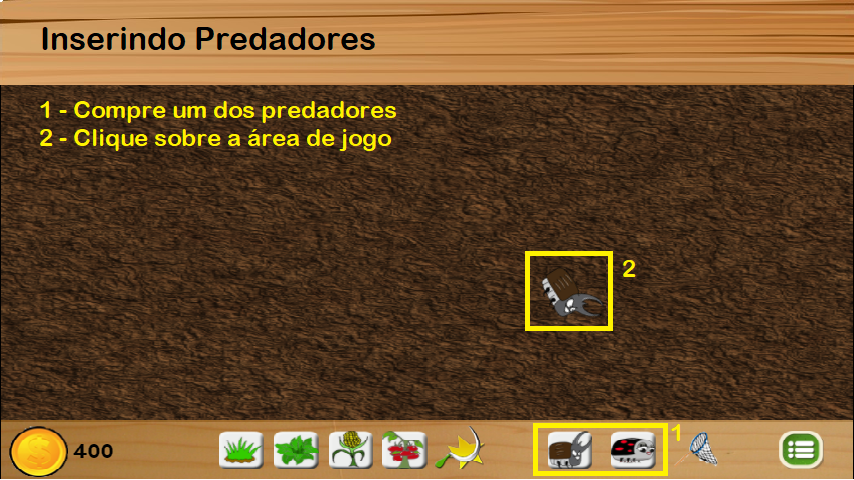 Inserindo Predadores
1 - Compre um dos predadores
2 - Clique sobre a área de jogo
2
1
400